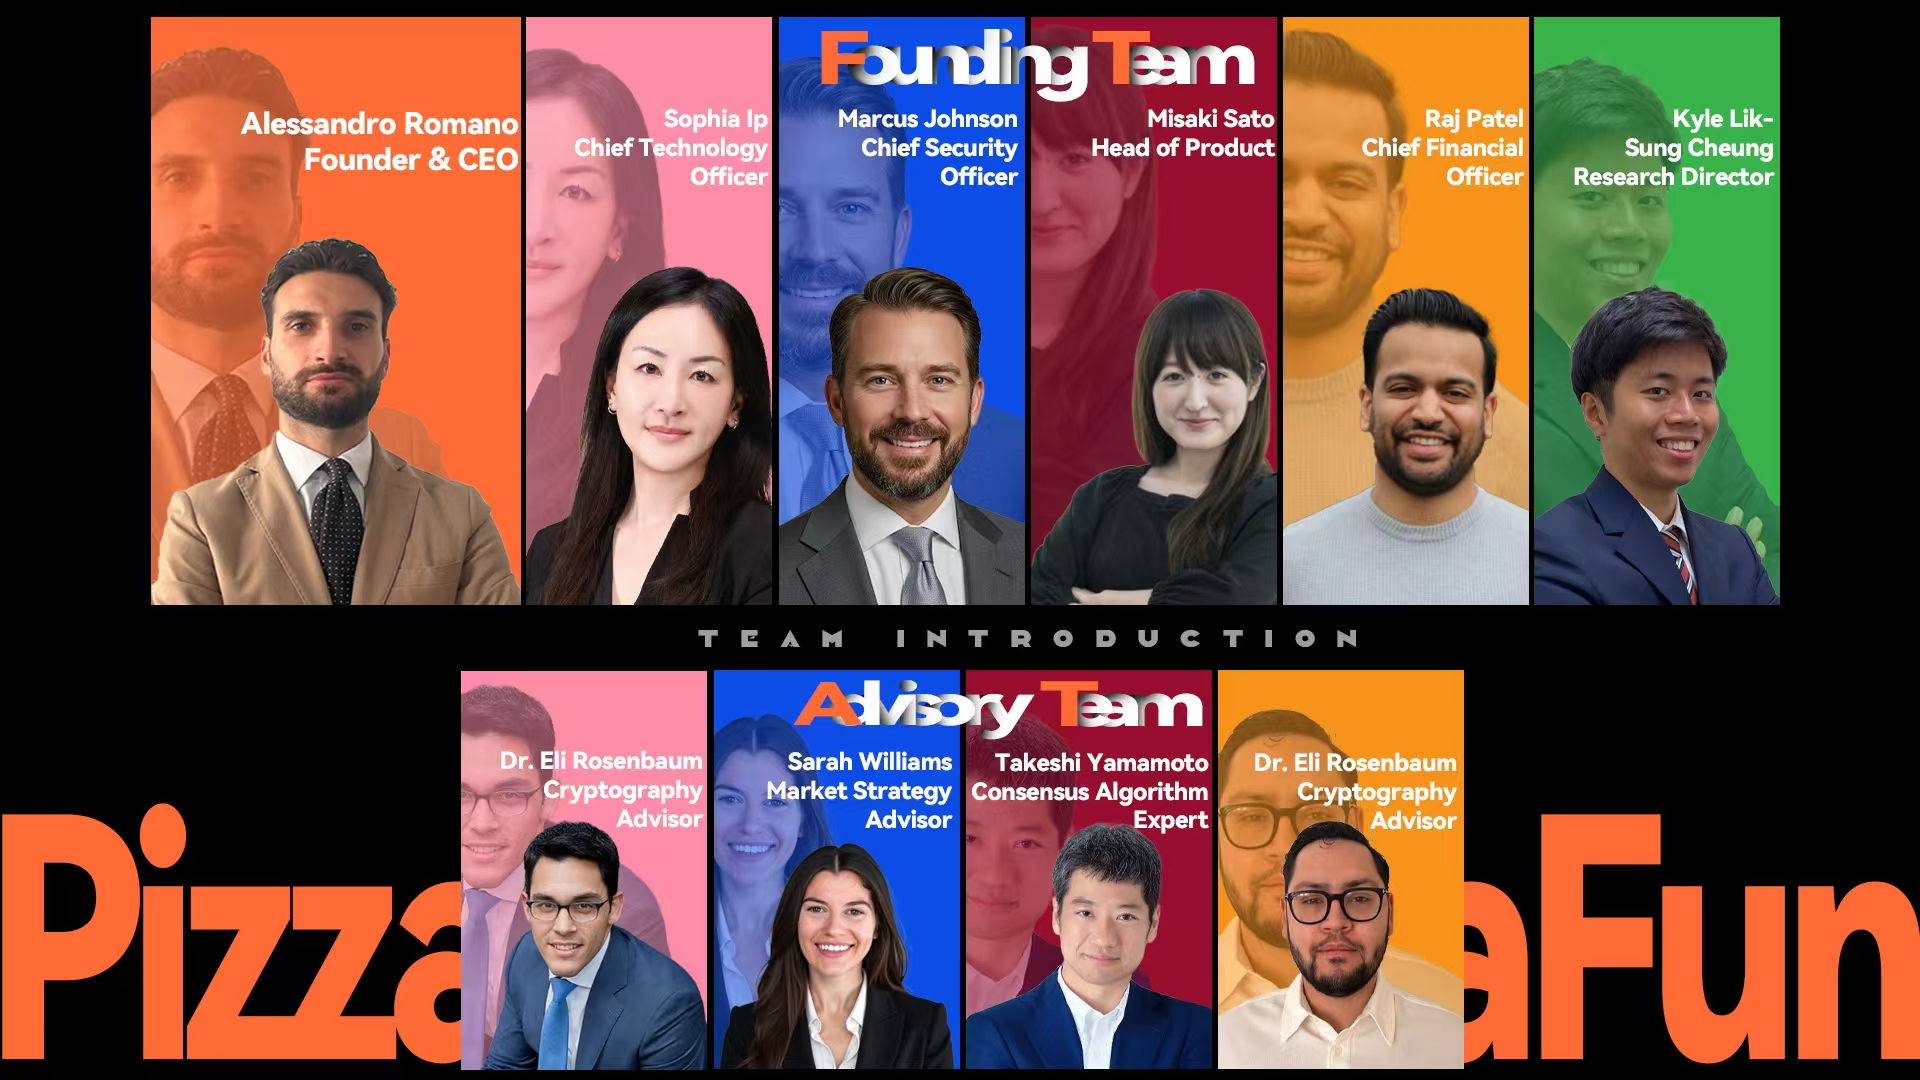 Founding Team
Alessandro Romano
Founder & CEO
Sophia Ip
Chief Technology
Officer
Marcus Johnson
Chief Security
Officer
Misaki Sato
Head of Product
Raj Patel
Chief Financial
Officer
Kyle Lik-
Sung Cheung
Research Director
TEAM INTRODUCTION
Advisory Team
Dr. Eli Rosenbaum
Cryptography
Advisor
Sarah Williams
Market Strategy
Advisor
Takeshi Yamamoto
Consensus Algorithm
Expert
Dr. Eli Rosenbaum
Cryptography
Advisor
Pizza
aFun